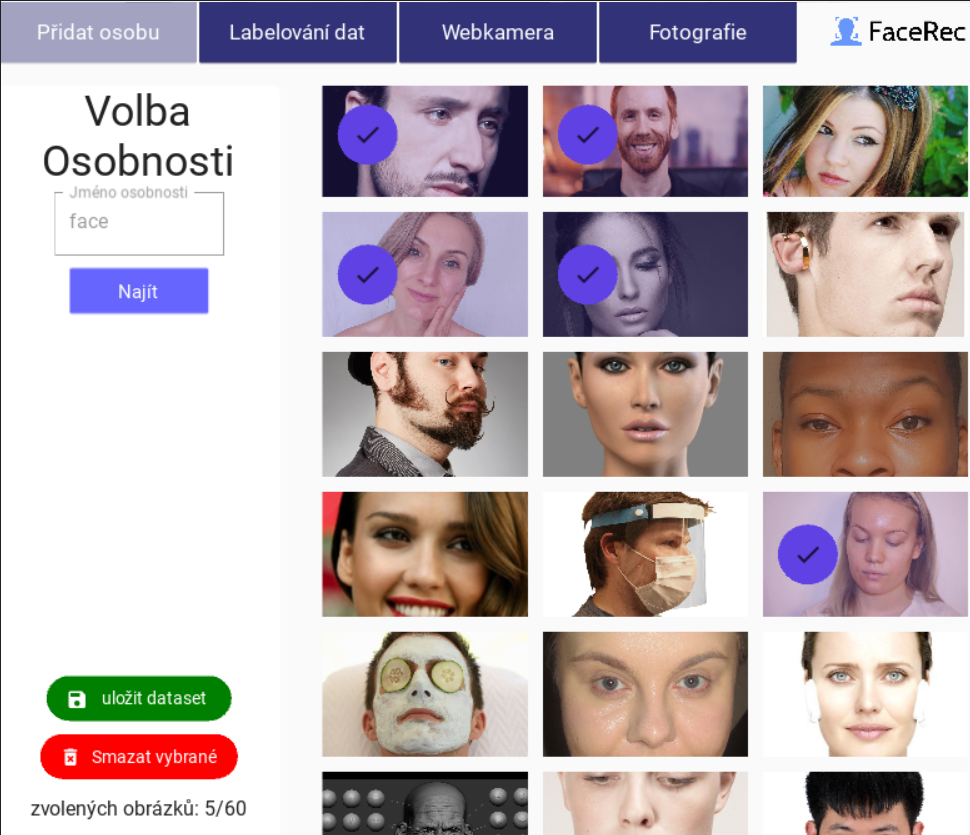 Přidat osobu
Labelování dat
Webkamera
Fotografie
FaceRec
Volba
Osobnosti
Jméno osobnosti
face
Najít
uložit dataset
Smazat vybrané
zvolených obrázků: 5/60